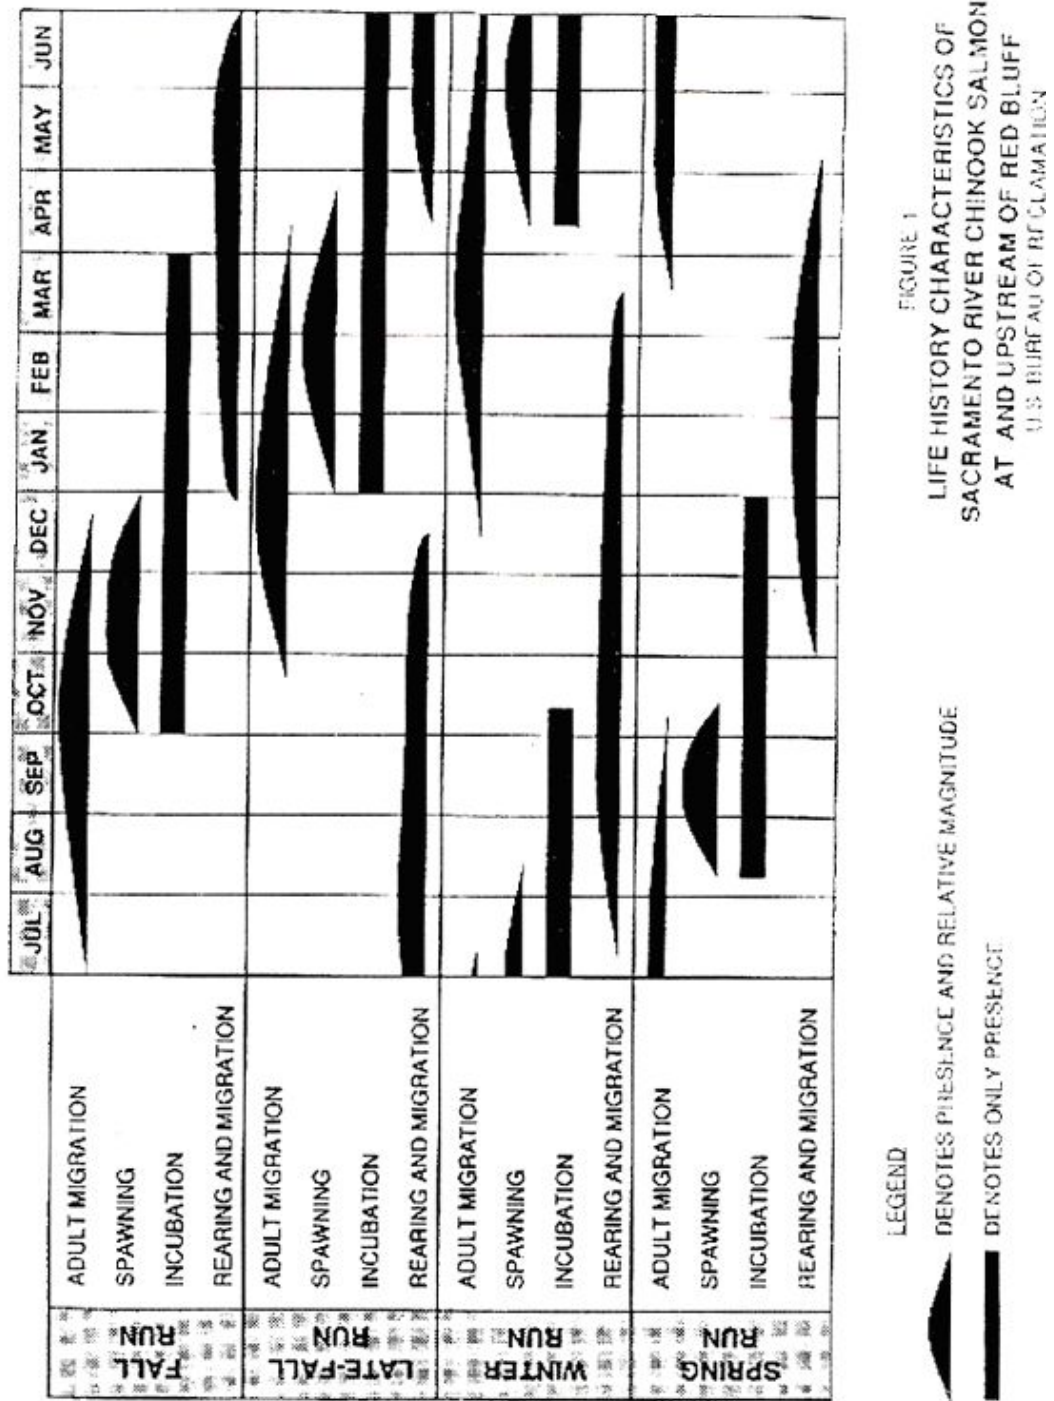 JUL AUG SEP OCT NOV DEC JAN FEB MAR APR MAY JUN
FALL RUN
ADULT MIGRATION
SPAWNING
INCUBATION
REARING AND MIGRATION
LATE-FALL RUN
ADULT MIGRATION
SPAWNING
INCUBATION
REARING AND MIGRATION
WINTER RUN
ADULT MIGRATION
SPAWNING
INCUBATION
REARING AND MIGRATION
SPRING RUN
ADULT MIGRATION
SPAWNING
INCUBATION
REARING AND MIGRATION
LEGEND
DENOTES PRESENCE AND RELATIVE MAGNITUDE
DENOTES ONLY PRESENCE
FIGURE 1
LIFE HISTORY CHARACTERISTICS OF
SACRAMENTO RIVER CHINOOK SALMON
AT AND UPSTREAM OF RED BLUFF
U.S. BUREAU OF RECLAMATION